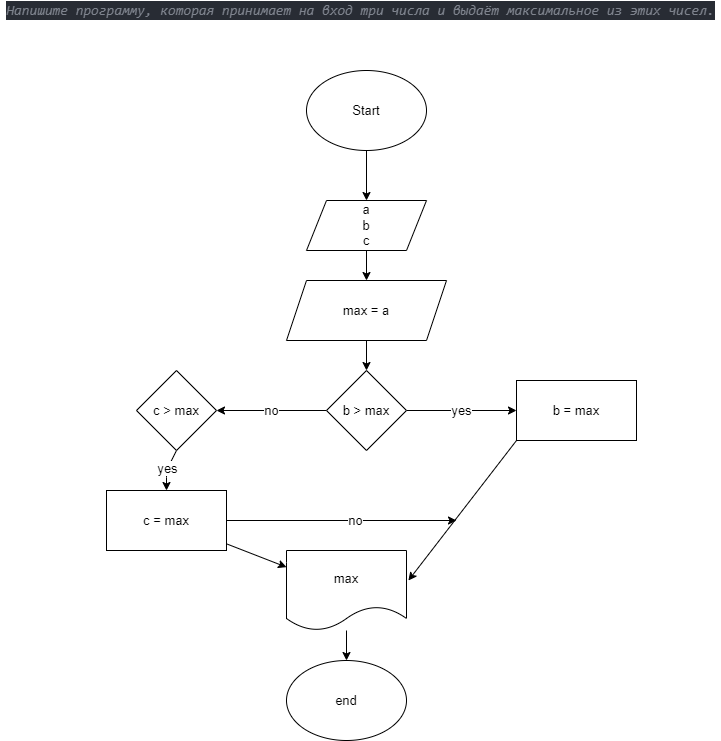 Напишите программу, которая принимает на вход три числа и выдаёт максимальное из этих чисел.
Start
a
b
c
max = a
c > max
no
b > max
yes
b = max
yes
c = max
no
max
end